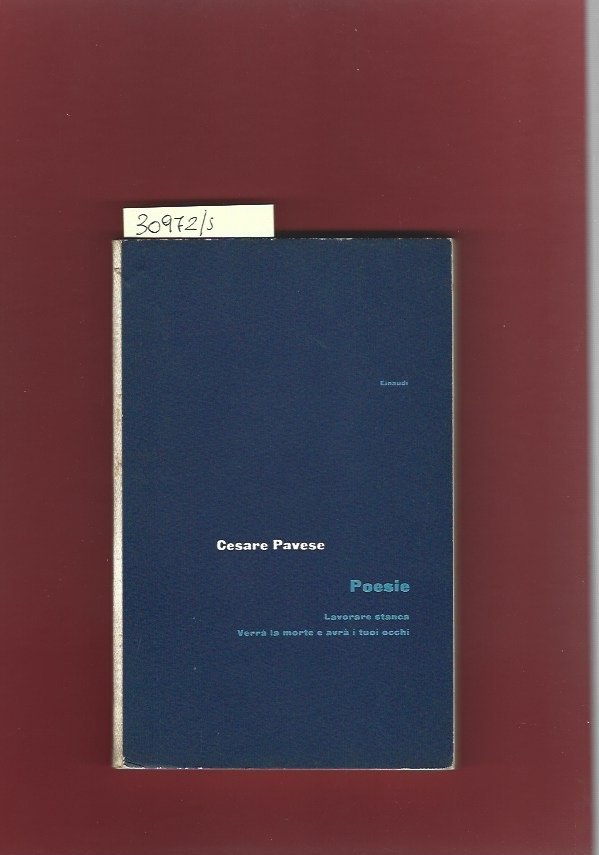 30972/s
Einaudi
Cesare Pavese
Poesie
Lavorare stanca
Verrà la morte e avrà i tuoi occhi